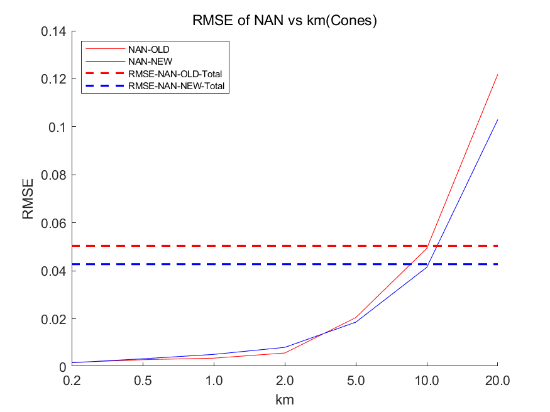 RMSE of NAN vs km(Cones)
0.14
NAN-OLD
NAN-NEW
RMSE-NAN-OLD-Total
RMSE-NAN-NEW-Total
0.12
0.1
0.08
RMSE
0.06
0.04
0.02
0
0.2 0.5 1.0 2.0 5.0 10.0 20.0
km